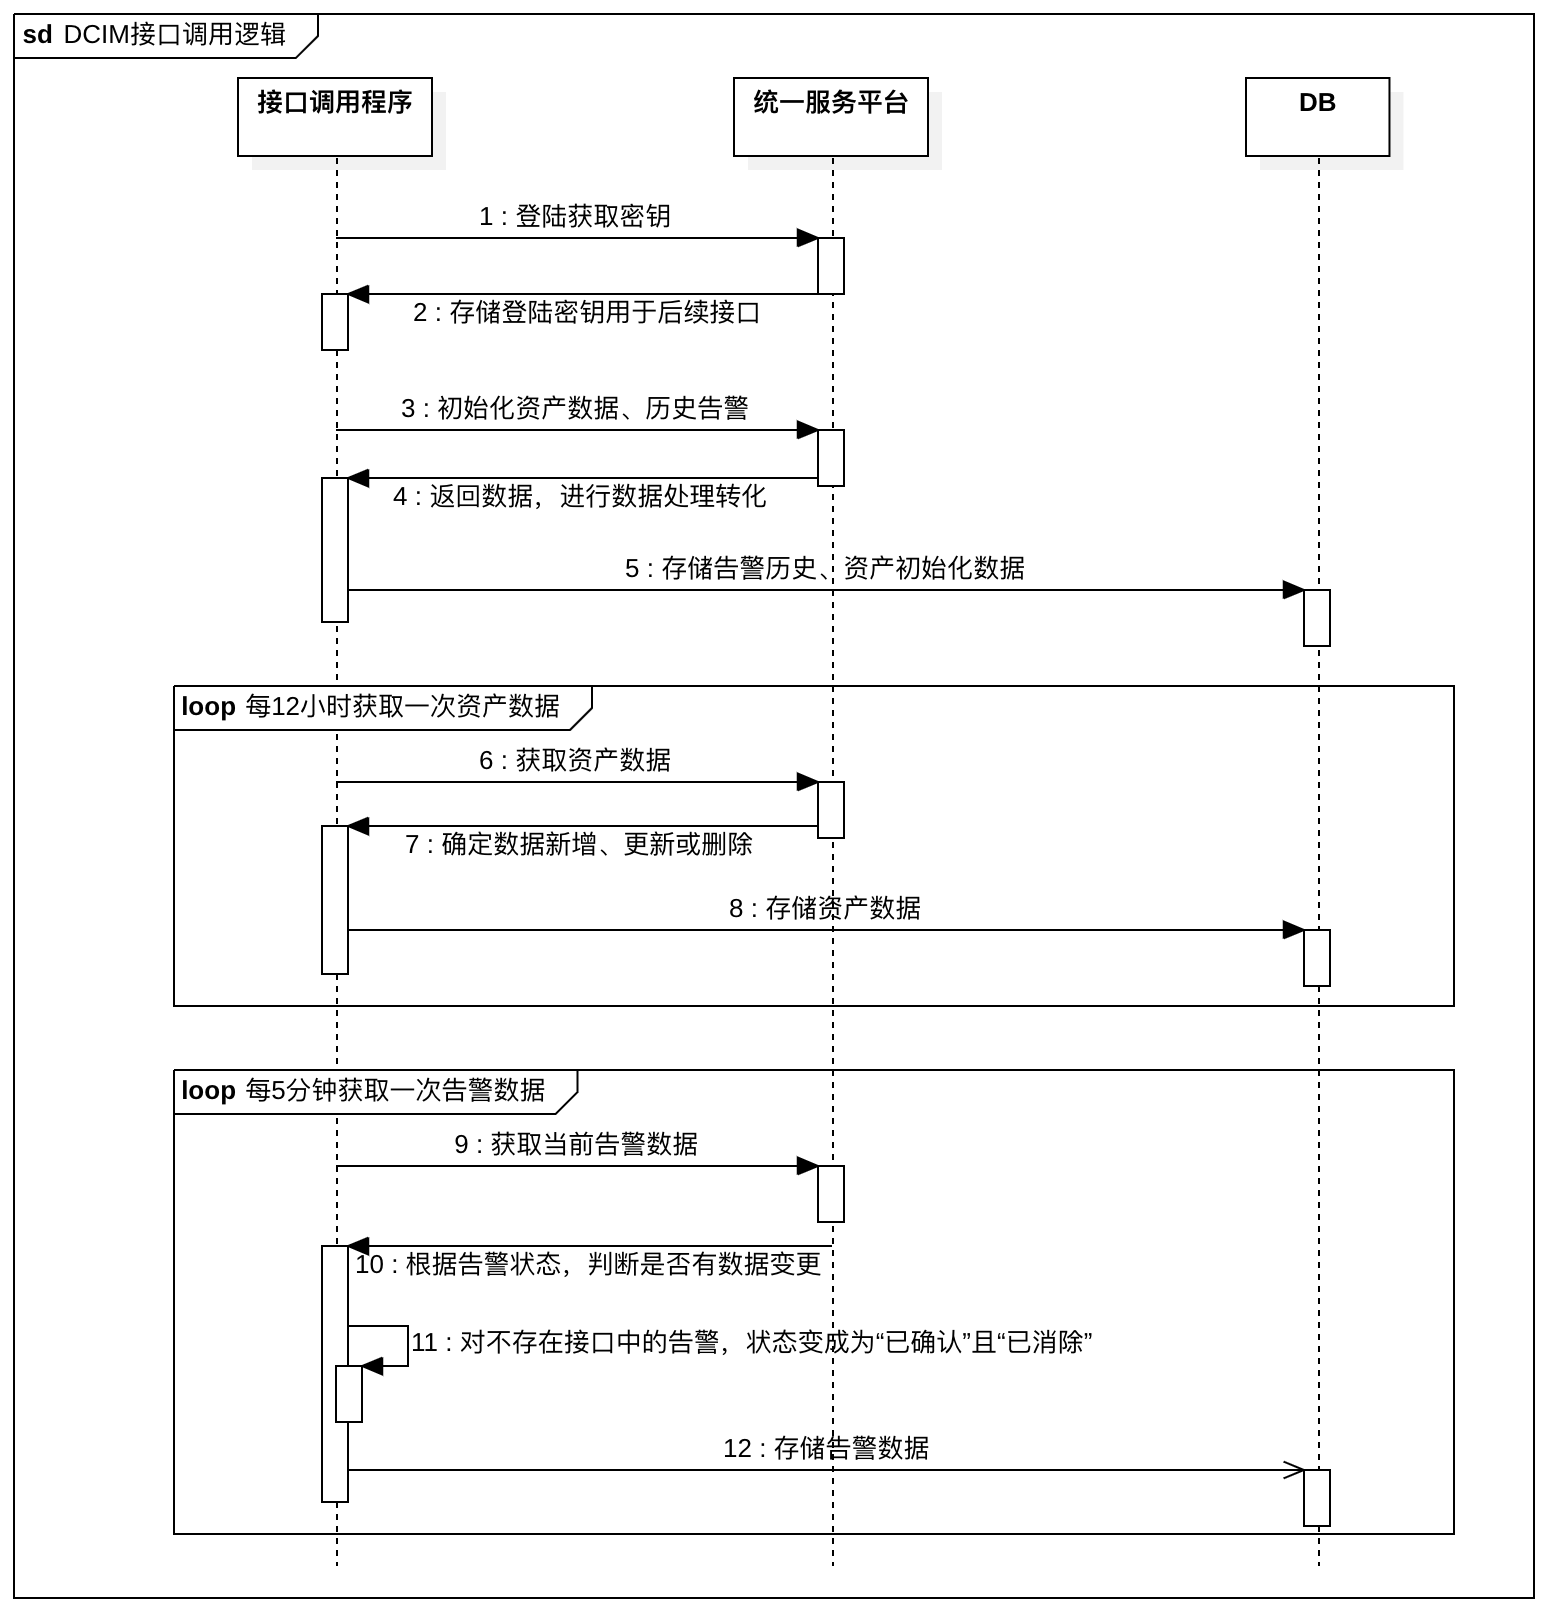 sd DCIM接口调用逻辑
接口调用程序
统一服务平台
DB
1 : 登陆获取密钥
2 : 存储登陆密钥用于后续接口
3 : 初始化资产数据、历史告警
4 : 返回数据，进行数据处理转化
5 : 存储告警历史、资产初始化数据
loop 每12小时获取一次资产数据
6 : 获取资产数据
7 : 确定数据新增、更新或删除
8 : 存储资产数据
loop 每5分钟获取一次告警数据
9 : 获取当前告警数据
10 : 根据告警状态，判断是否有数据变更
11 : 对不存在接口中的告警，状态变成为“已确认”且“已消除”
12 : 存储告警数据